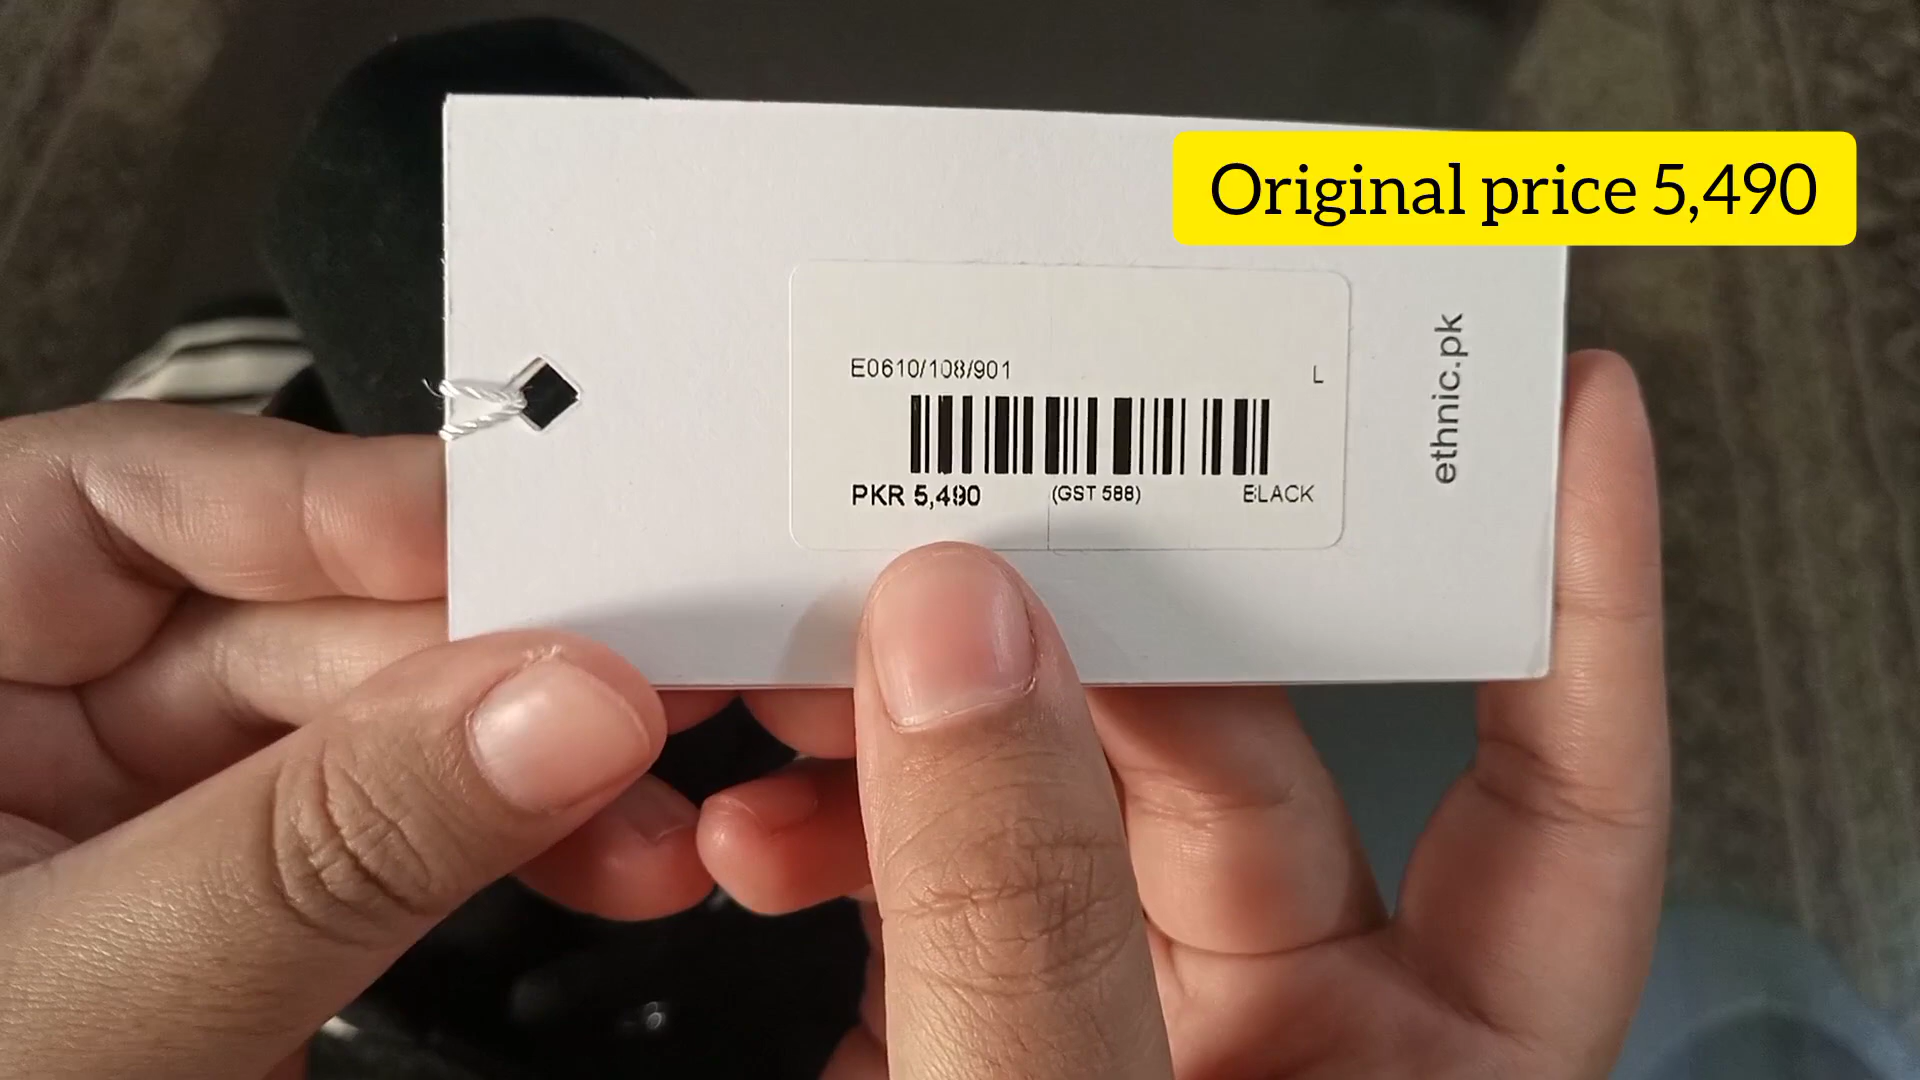 Original price 5,490
E0610/108/901
L
PKR 5,490 (GST 588) BLACK
ethnic.pk